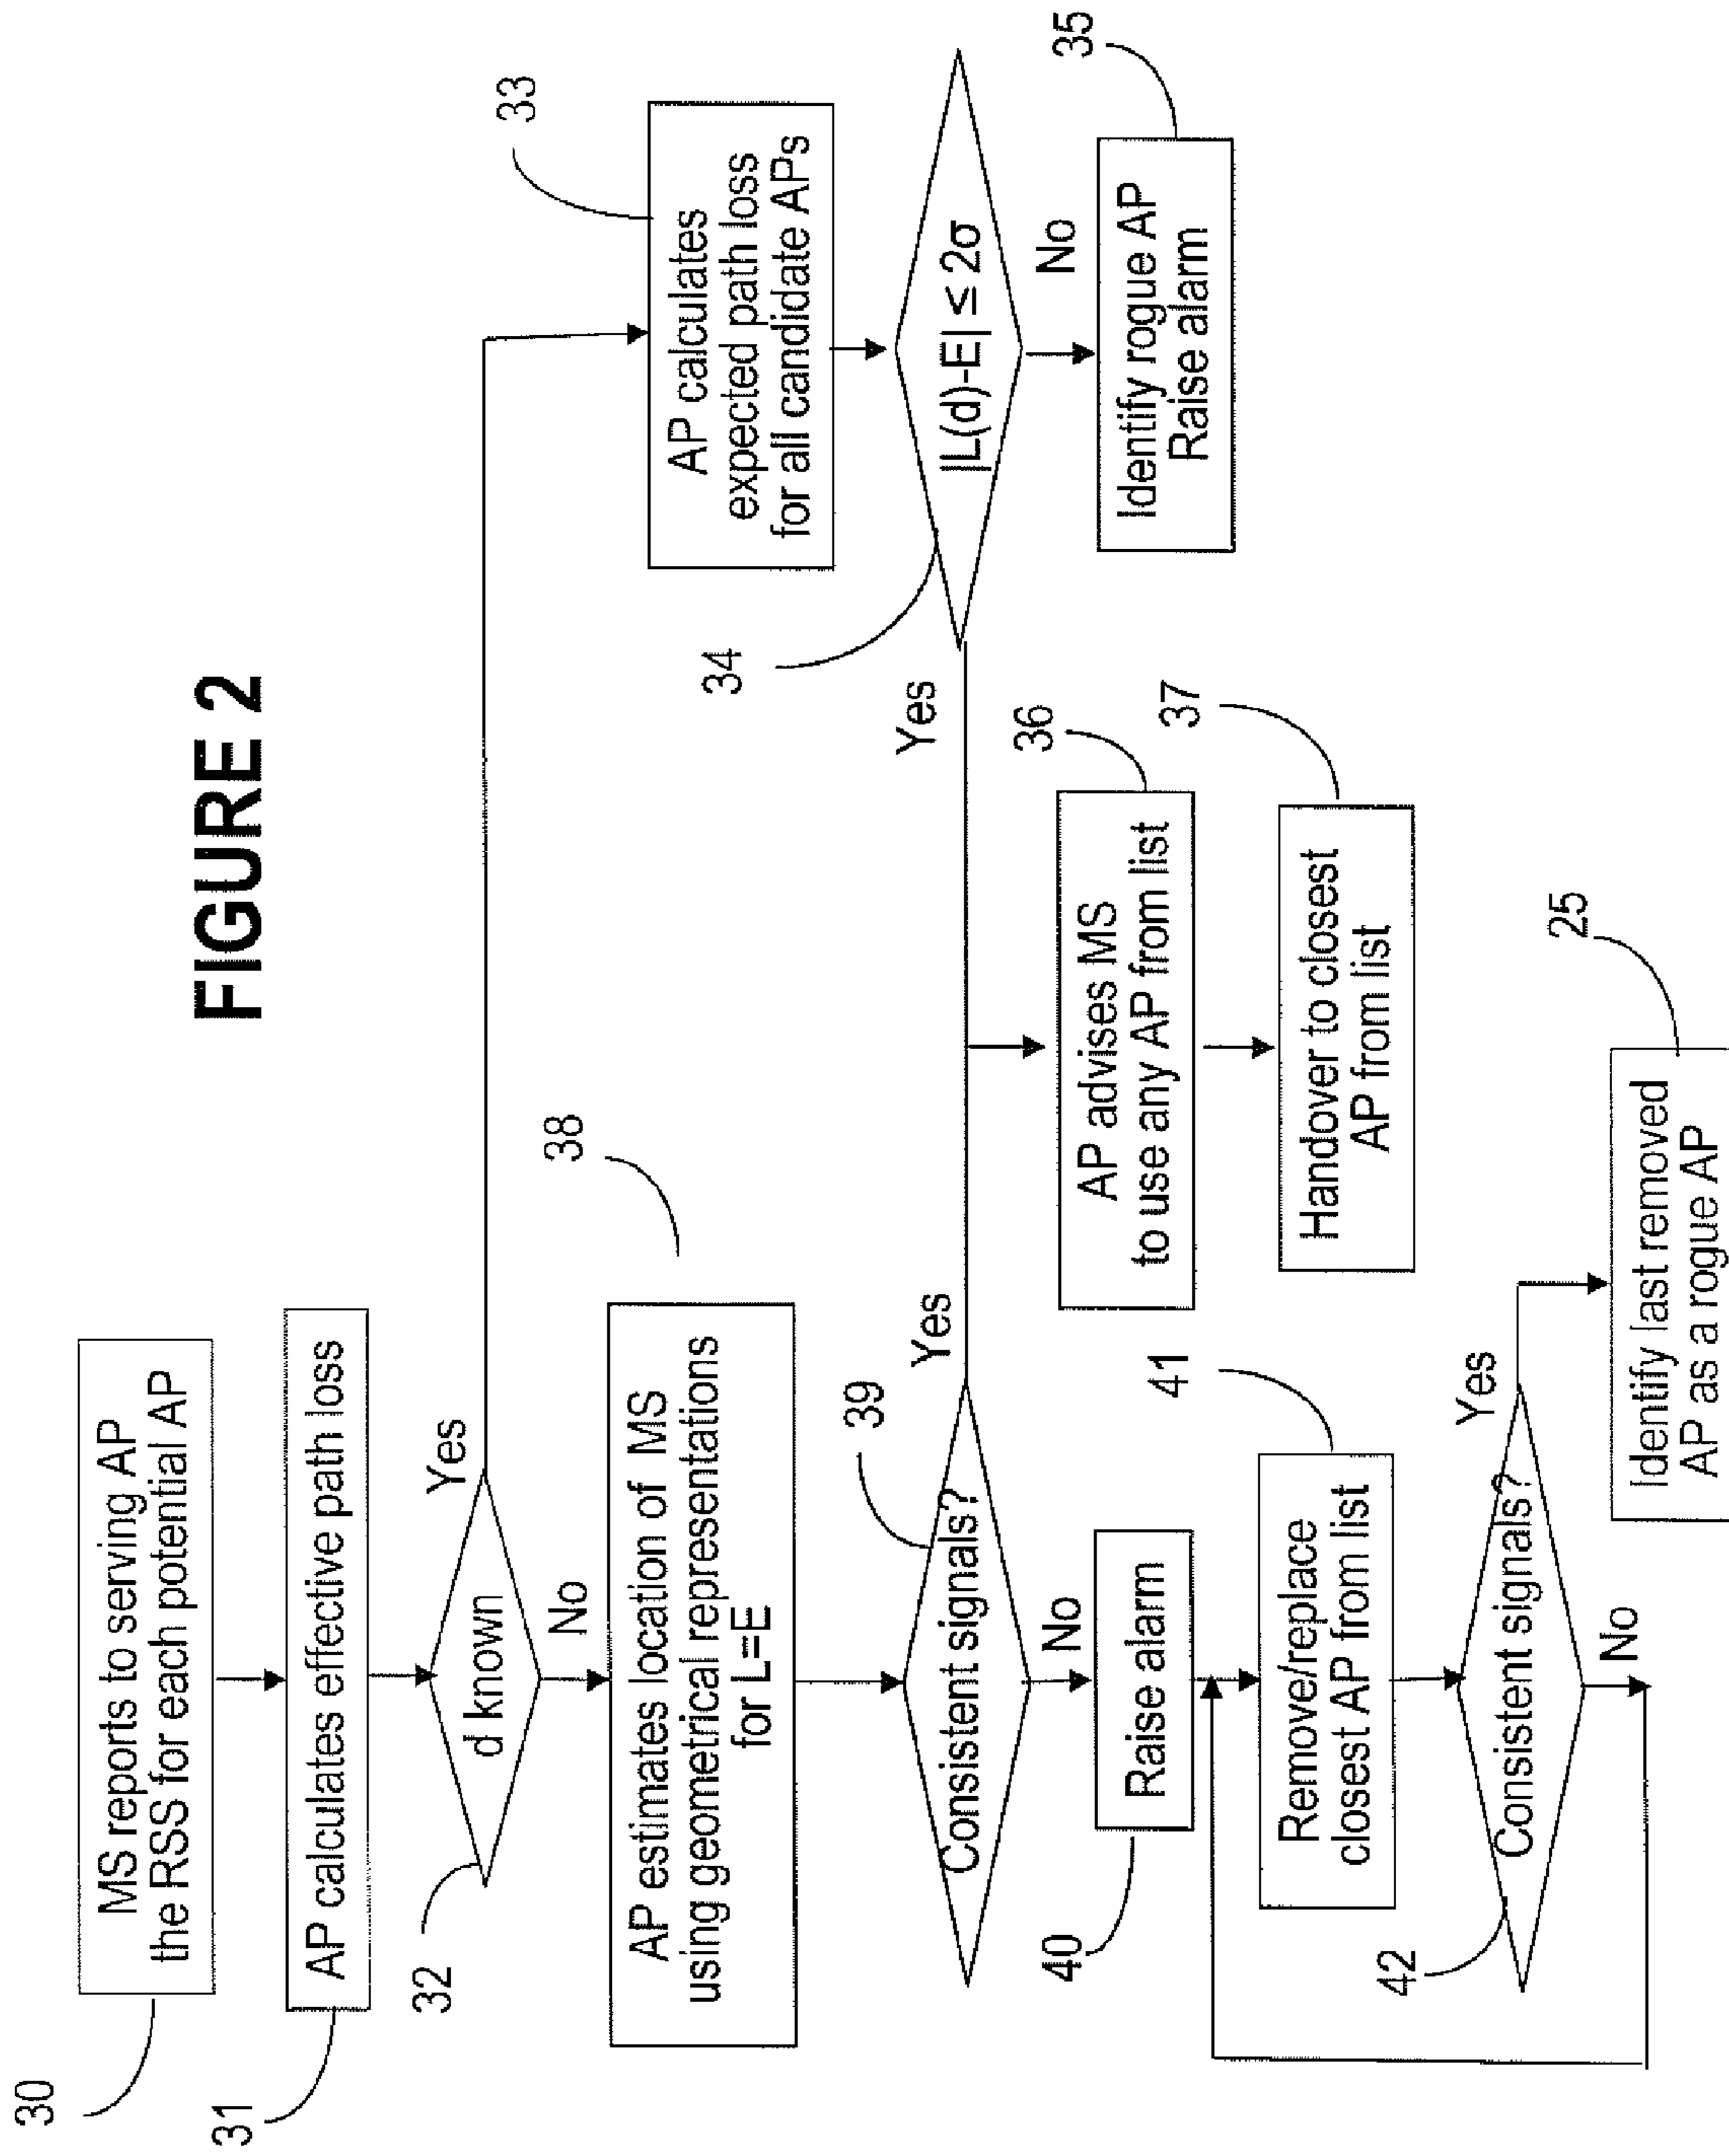 FIGURE 2
30
MS reports to serving AP
the RSS for each potential AP
31
AP calculates effective path loss
32
d known
Yes
No
33
AP calculates
expected path loss
for all candidate APs
34
|L(d)-E| ≤ 2σ
Yes
No
35
Identify rogue AP
Raise alarm
38
AP estimates location of MS
using geometrical representations
for L=E
39
Consistent signals?
Yes
No
36
AP advises MS
to use any AP from list
37
Handover to closest
AP from list
40
Raise alarm
41
Remove/replace
closest AP from list
42
Consistent signals?
Yes
No
25
Identify last removed
AP as a rogue AP